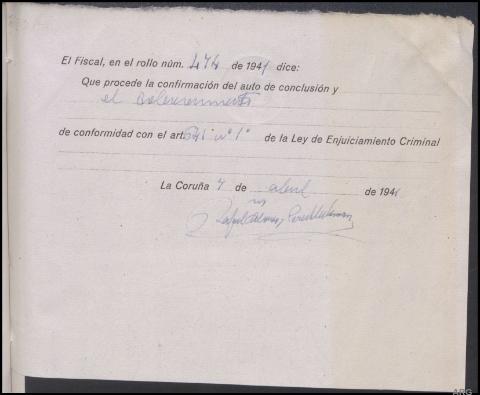 El Fiscal, en el rollo núm. 474 de 1941 dice:
Que procede la confirmación del auto de conclusión y
el sobreseimiento
de conformidad con el art. 641 nº 1º de la Ley de Enjuiciamiento Criminal
La Coruña 7 de abril de 1941
ARG